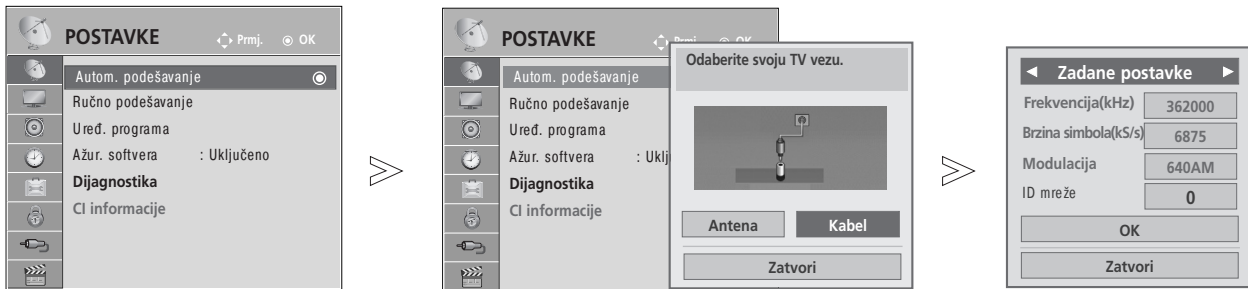 POSTAVKE
Prmj. OK
Autom. podešavanje
Ručno podešavanje
Uređ. programa
Ažur. softvera : Uključeno
Dijagnostika
CI informacije
POSTAVKE
Prmj. OK
Autom. podešavanje
Ručno podešavanje
Uređ. programa
Ažur. softvera : Uklj
Dijagnostika
CI informacije
Odaberite svoju TV vezu.
Antena Kabel
Zatvori
Zadane postavke
Frekvencija(kHz) 362000
Brzina simbola(kS/s) 6875
Modulacija 640AM
ID mreže 0
OK
Zatvori